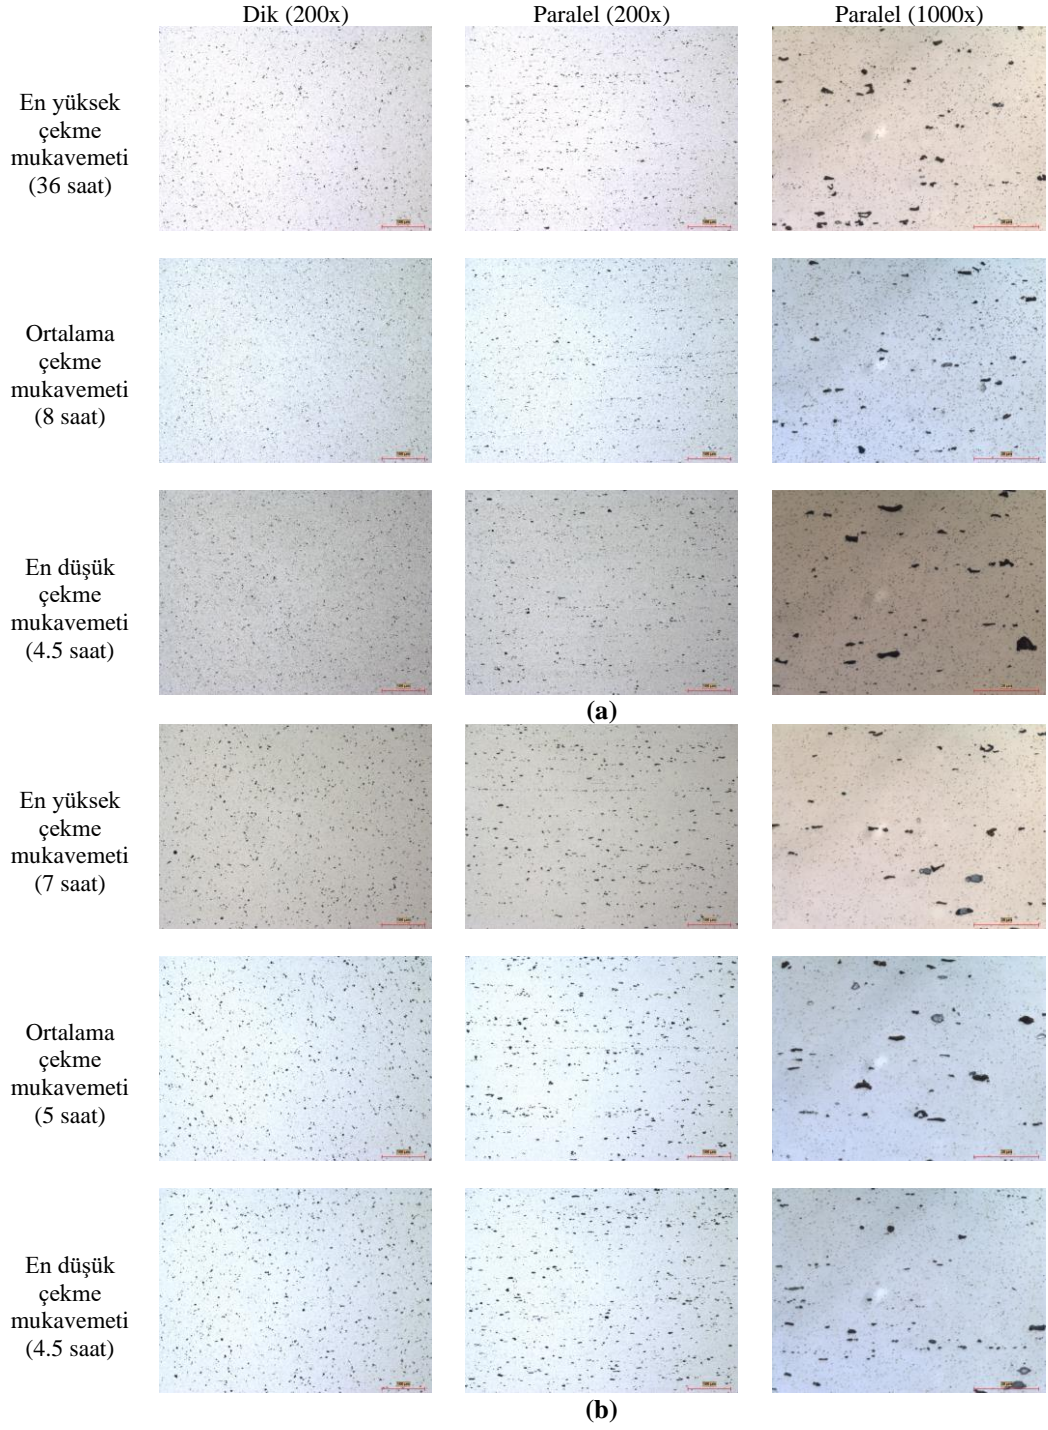 Dik (200x) Paralel (200x) Paralel (1000x)
En yüksek
çekme
mukavemeti
(36 saat)
Ortalama
çekme
mukavemeti
(8 saat)
En düşük
çekme
mukavemeti
(4.5 saat)
(a)
En yüksek
çekme
mukavemeti
(7 saat)
Ortalama
çekme
mukavemeti
(5 saat)
En düşük
çekme
mukavemeti
(4.5 saat)
(b)